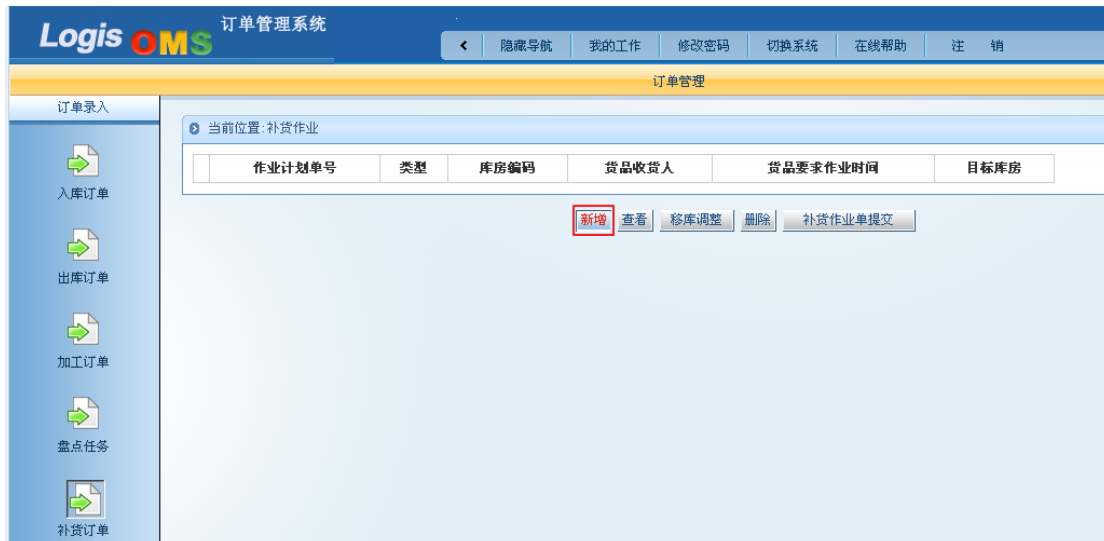 Logis OMS 订单管理系统
隐藏导航 我的工作 修改密码 切换系统 在线帮助 注 销
订单管理
订单录入
当前位置:补货作业
作业计划单号 类型 库房编码 货品收货人 货品要求作业时间 目标库房
新增 查看 移库调整 删除 补货作业单提交
入库订单
出库订单
加工订单
盘点任务
补货订单